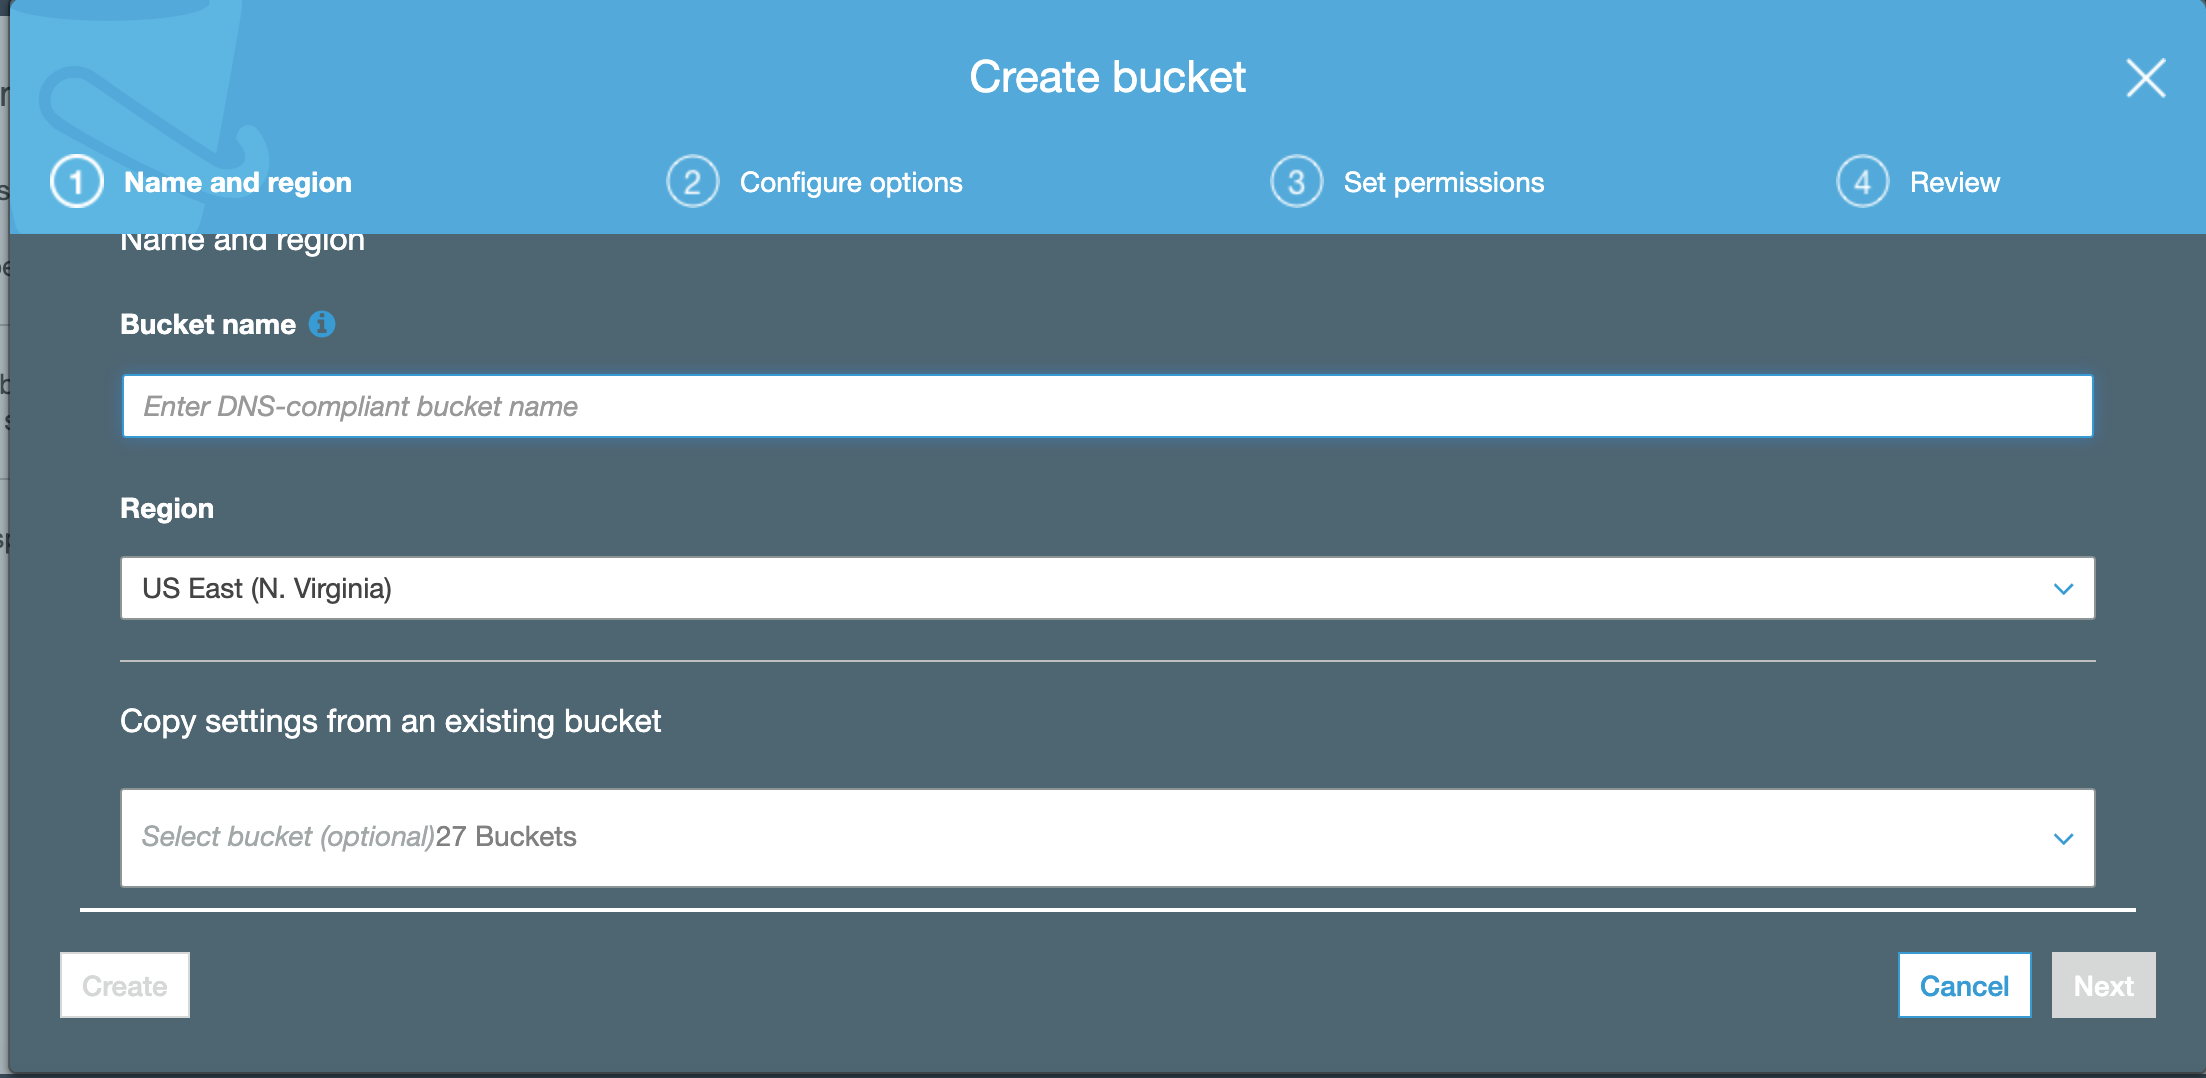 Create bucket
1 Name and region
2 Configure options
3 Set permissions
4 Review
Name and region
Bucket name i
Enter DNS-compliant bucket name
Region
US East (N. Virginia)
Copy settings from an existing bucket
Select bucket (optional)27 Buckets
Create
Cancel
Next